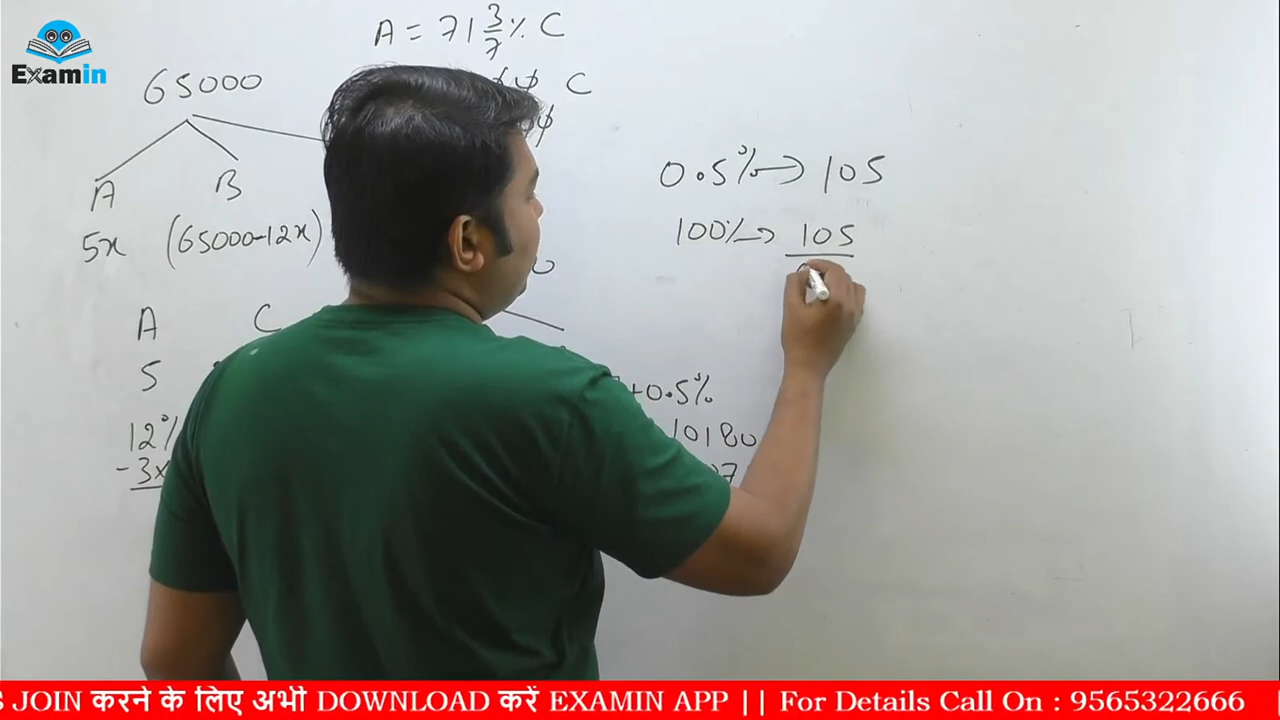 Examin
A = 71 3/7 % C
65000
C
A
B
5x
(65000-12x)
0.5% → 105
100% → 105
A
C
5
+0.5%
12%
10180
-3x
JOIN करने के लिए अभी DOWNLOAD करें EXAMIN APP || For Details Call On : 9565322666